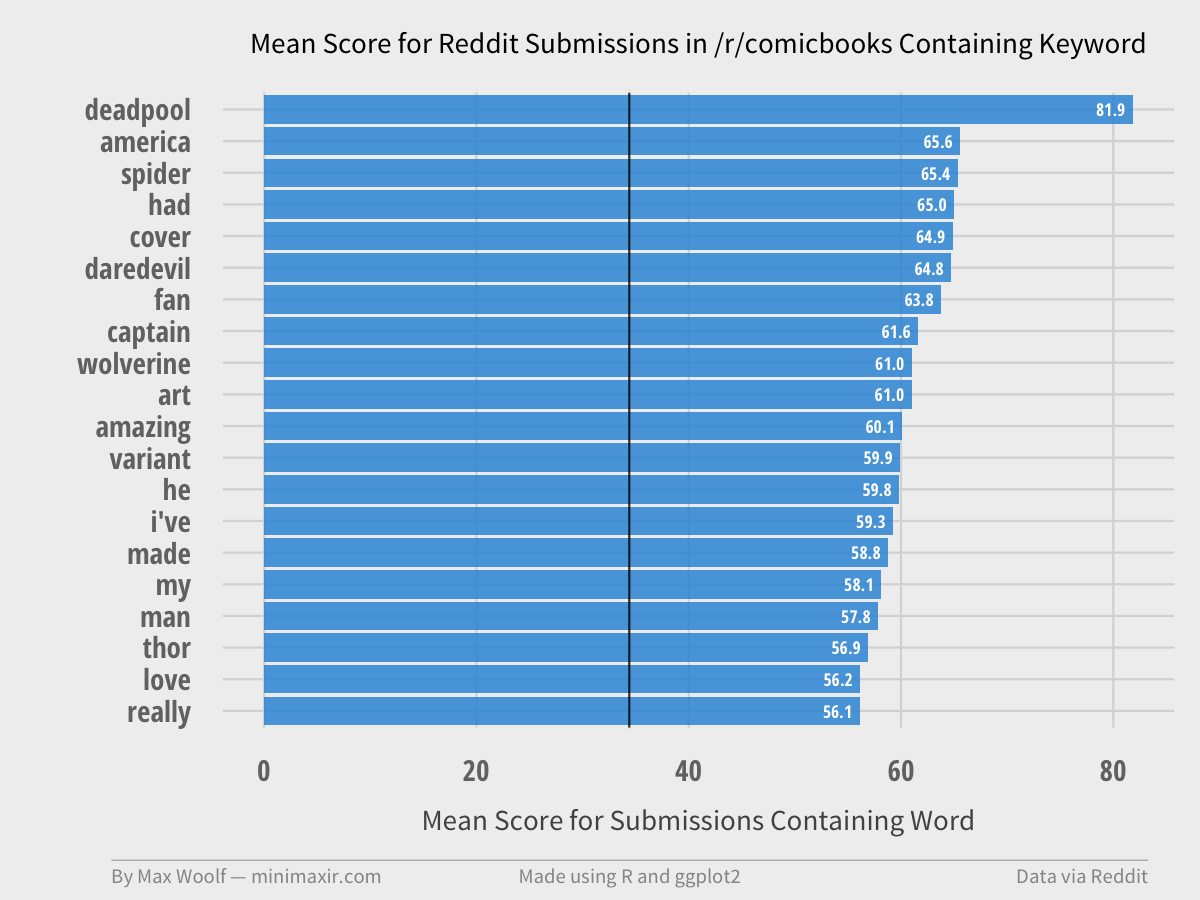 Mean Score for Reddit Submissions in /r/comicbooks Containing Keyword
deadpool 81.9
america 65.6
spider 65.4
had 65.0
cover 64.9
daredevil 64.8
fan 63.8
captain 61.6
wolverine 61.0
art 61.0
amazing 60.1
variant 59.9
he 59.8
i've 59.3
made 58.8
my 58.1
man 57.8
thor 56.9
love 56.2
really 56.1
0 20 40 60 80
Mean Score for Submissions Containing Word
By Max Woolf — minimaxir.com Made using R and ggplot2 Data via Reddit